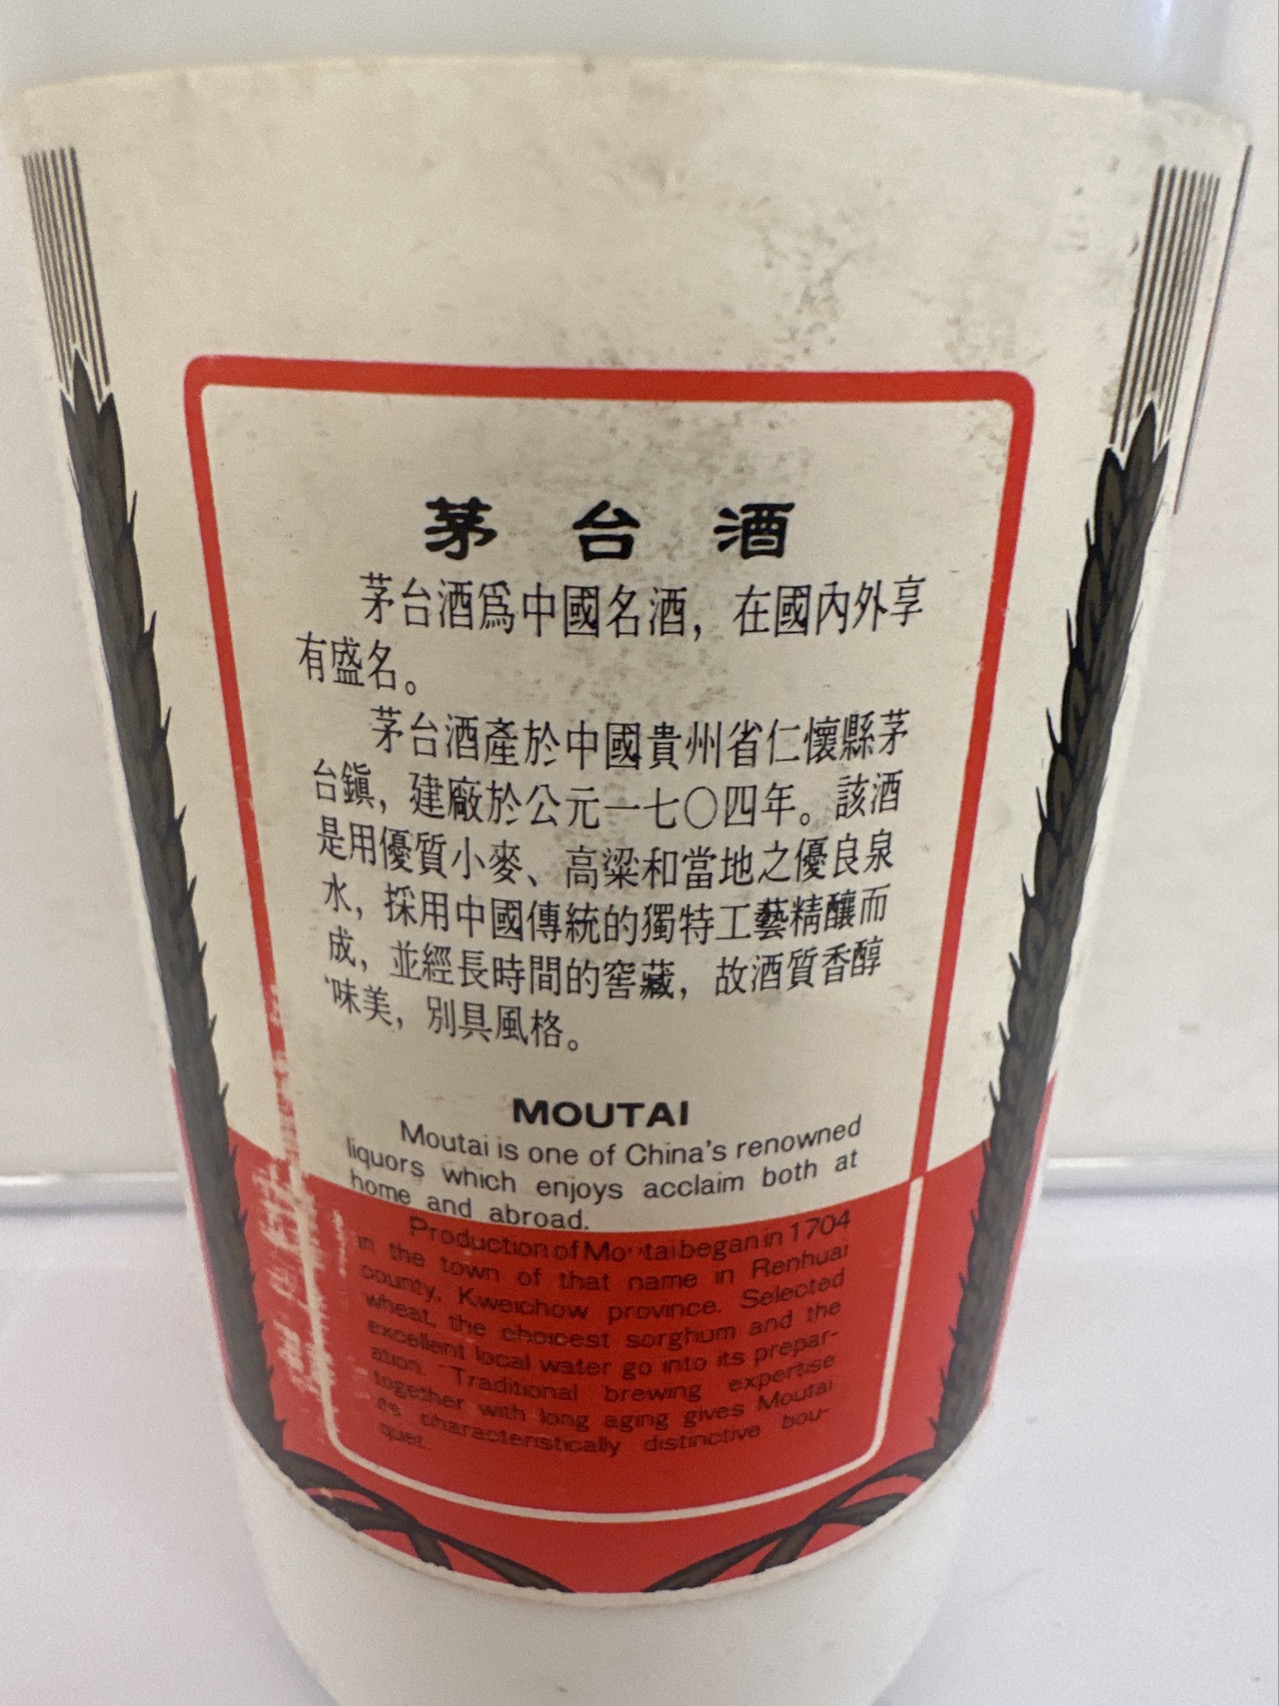 茅台酒
茅台酒爲中國名酒，在國內外享
有盛名。
茅台酒產於中國貴州省仁懷縣茅
台鎭，建廠於公元一七〇四年。該酒
是用優質小麥、高粱和當地之優良泉
水，採用中國傳統的獨特工藝精釀而
成，並經長時間的窖藏，故酒質香醇
味美，別具風格。
MOUTAI
Moutai is one of China's renowned
liquors which enjoys acclaim both at
home and abroad.
Production of Moutai began in 1704
in the town of that name in Renhuai
county, Kweichow province. Selected
wheat, the choicest sorghum and the
excellent local water go into its prepar-
ation. Traditional brewing expertise
together with long aging gives Moutai
its characteristically distinctive bou-
quet.